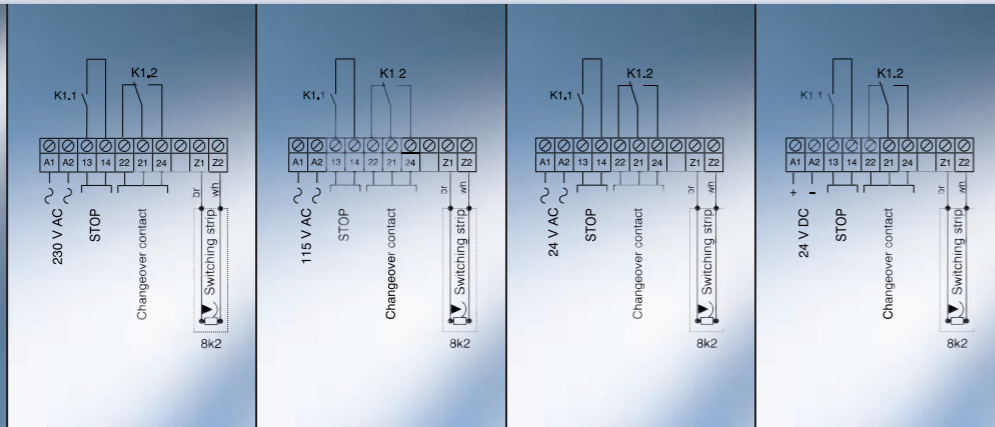 K1.2
K1.1
A1 A2 13 14 22 21 24 Z1 Z2
br wh
230 V AC
STOP
Changeover contact
Switching strip
8k2
K1 2
K1.1
A1 A2 13 14 22 21 24 Z1 Z2
br wh
115 V AC
STOP
Changeover contact
Switching strip
8k2
K1.2
K1.1
A1 A2 13 14 22 21 24 Z1 Z2
br wh
24 V AC
STOP
Changeover contact
Switching strip
8k2
K1.2
K1.1
A1 A2 13 14 22 21 24 Z1 Z2
br wh
+ –
24 V DC
STOP
Changeover contact
Switching strip
8k2